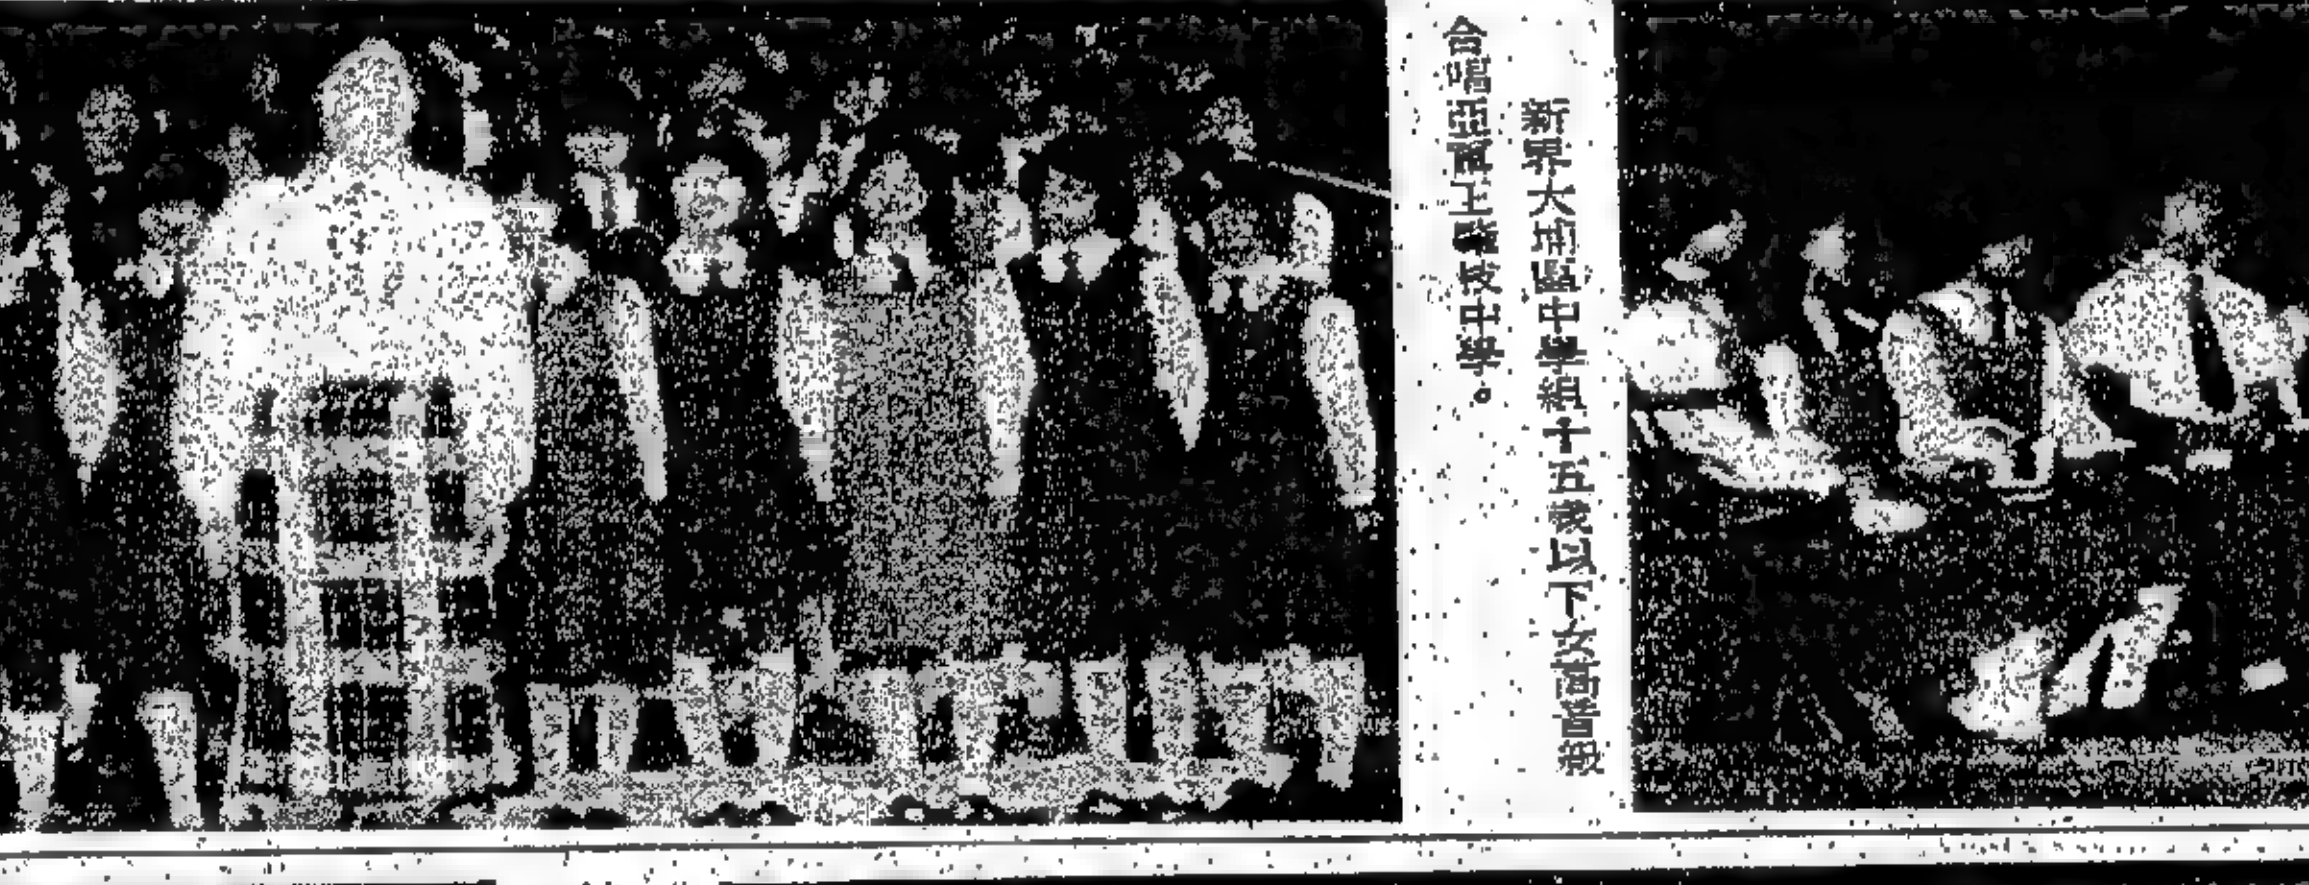 新界大埔區中學組十五歲以下女高音獨
合唱亞軍王肇枝中學。